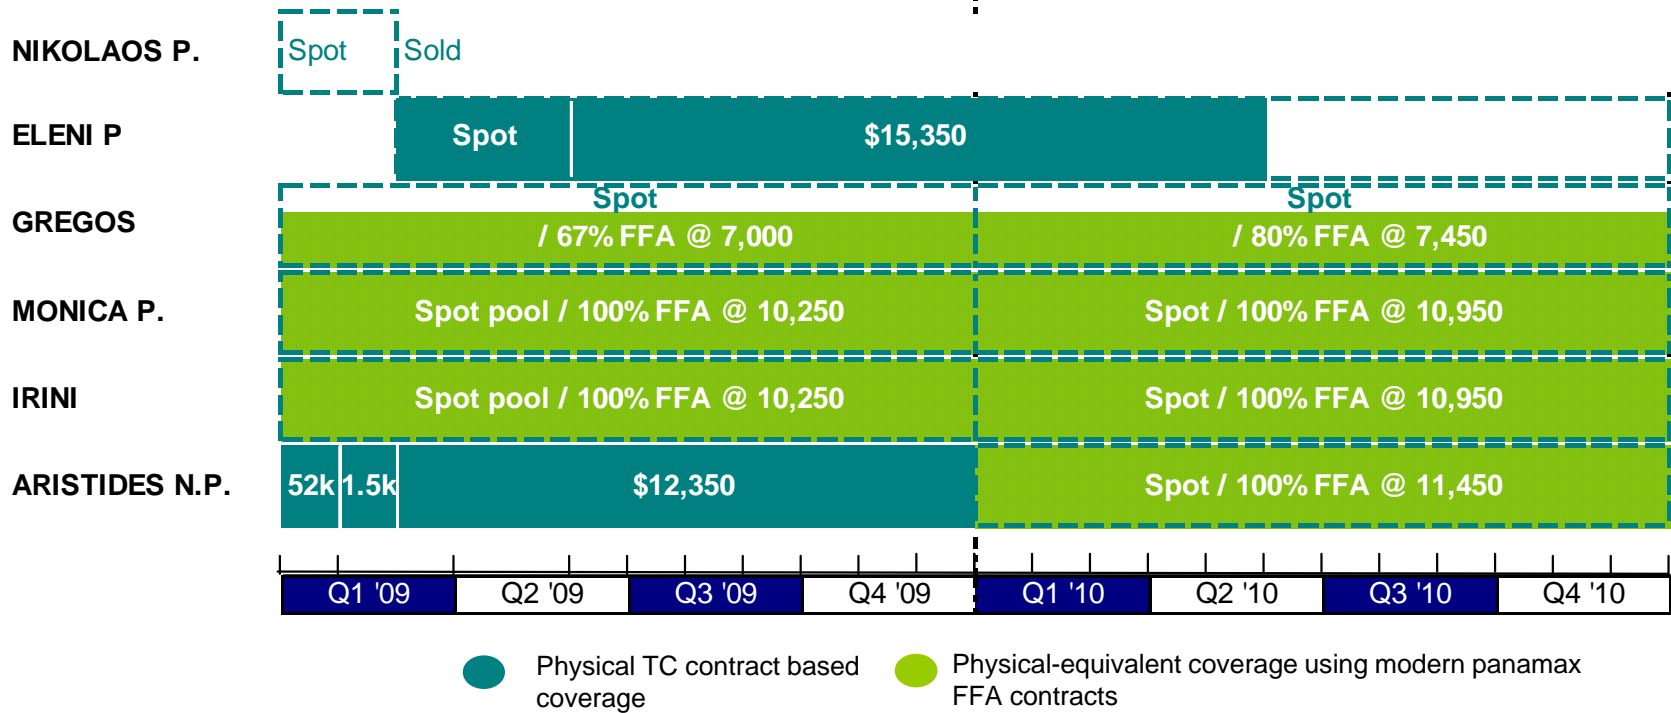 NIKOLAOS P.
Spot
Sold
ELENI P
Spot
$15,350
GREGOS
Spot
/ 67% FFA @ 7,000
Spot
/ 80% FFA @ 7,450
MONICA P.
Spot pool / 100% FFA @ 10,250
Spot / 100% FFA @ 10,950
IRINI
Spot pool / 100% FFA @ 10,250
Spot / 100% FFA @ 10,950
ARISTIDES N.P.
52k
1.5k
$12,350
Spot / 100% FFA @ 11,450
Q1 '09
Q2 '09
Q3 '09
Q4 '09
Q1 '10
Q2 '10
Q3 '10
Q4 '10
Physical TC contract based
coverage
Physical-equivalent coverage using modern panamax
FFA contracts